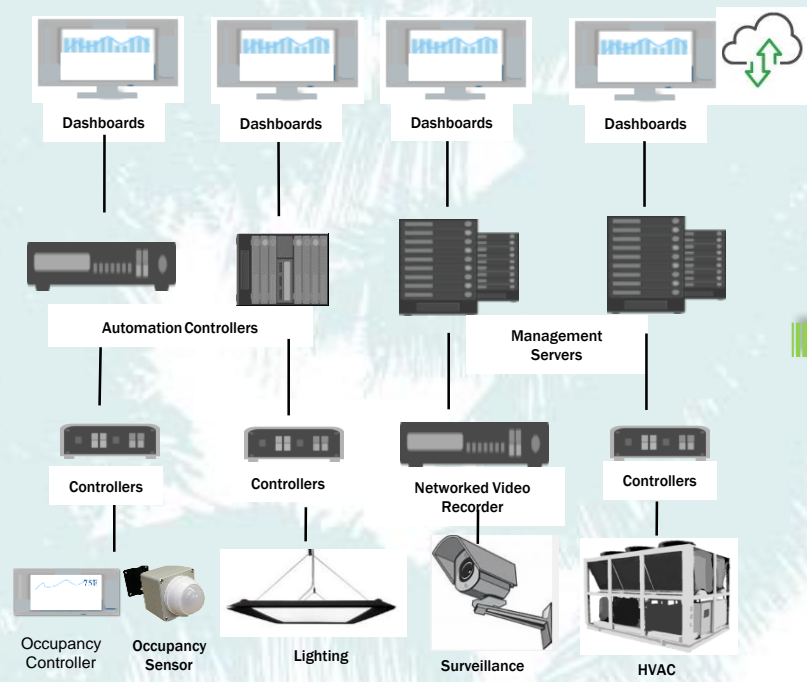 Dashboards
Dashboards
Dashboards
Dashboards
Automation Controllers
Management
Servers
Controllers
Controllers
Networked Video
Recorder
Controllers
75F
Occupancy
Controller
Occupancy
Sensor
Lighting
Surveillance
HVAC